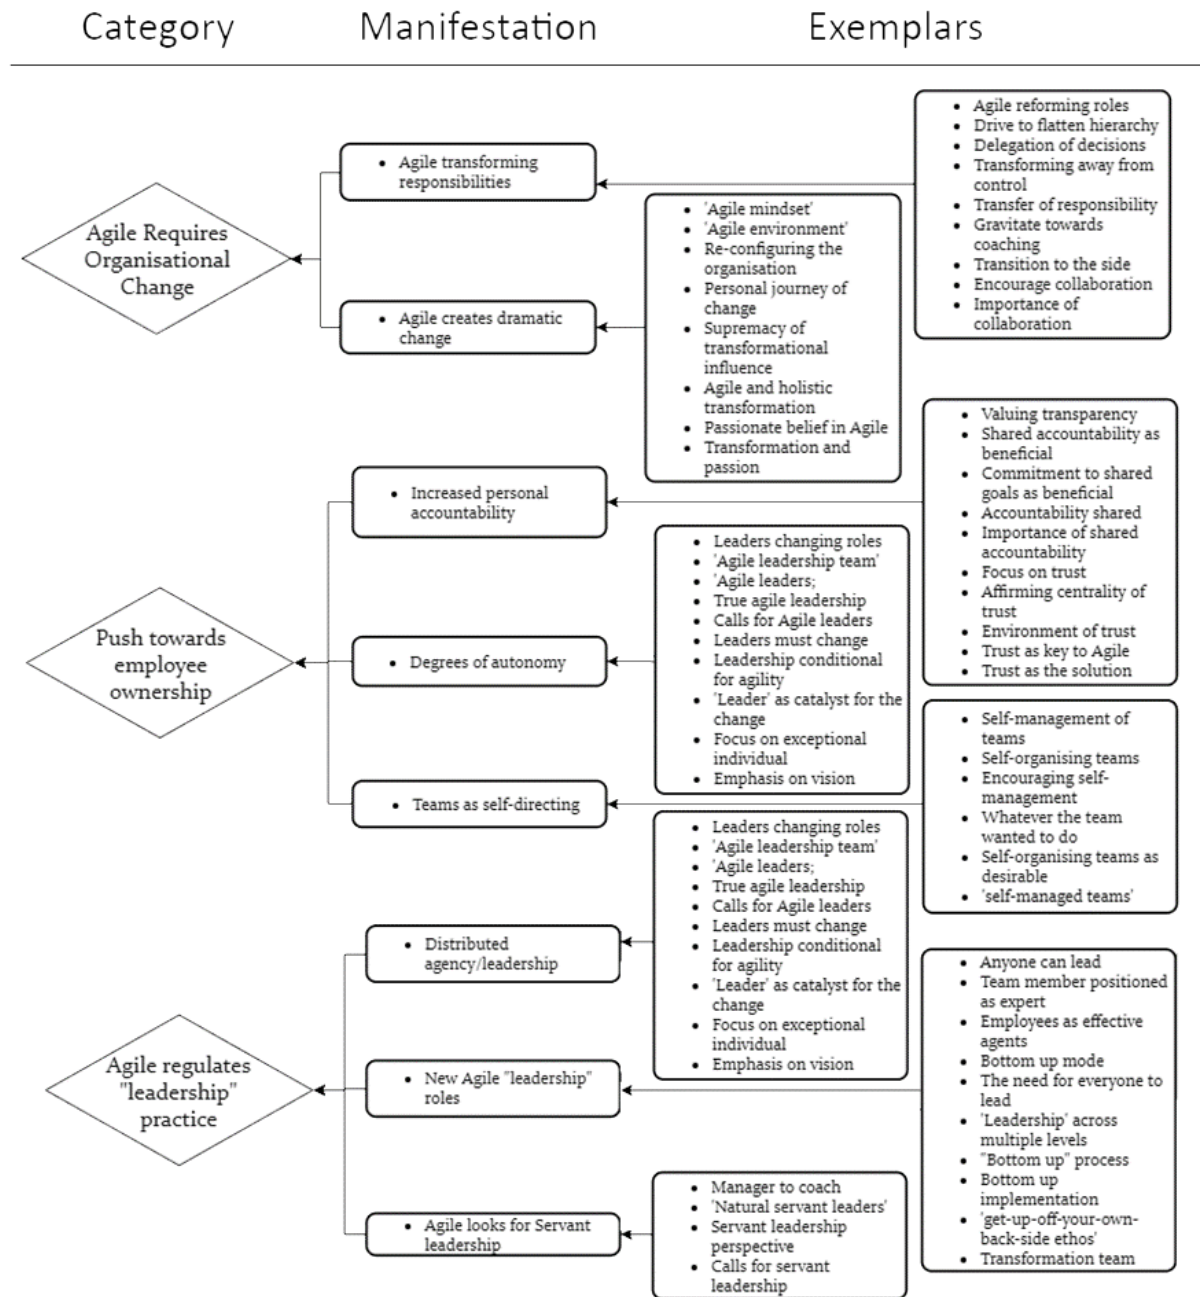 Category
Manifestation
Exemplars
• Agile reforming roles
• Drive to flatten hierarchy
• Delegation of decisions
• Transforming away from
control
• Transfer of responsibility
• Gravitate towards
coaching
• Transition to the side
• Encourage collaboration
• Importance of
collaboration
• Agile transforming
responsibilities
• 'Agile mindset'
• 'Agile environment'
• Re-configuring the
organisation
• Personal journey of
change
• Supremacy of
transformational
influence
• Agile and holistic
transformation
• Passionate belief in Agile
• Transformation and
passion
Agile Requires
Organisational
Change
• Agile creates dramatic
change
• Valuing transparency
• Shared accountability as
beneficial
• Commitment to shared
goals as beneficial
• Accountability shared
• Importance of shared
accountability
• Focus on trust
• Affirming centrality of
trust
• Environment of trust
• Trust as key to Agile
• Trust as the solution
• Increased personal
accountability
• Leaders changing roles
• 'Agile leadership team'
• 'Agile leaders;
• True agile leadership
• Calls for Agile leaders
• Leaders must change
• Leadership conditional
for agility
• 'Leader' as catalyst for the
change
• Focus on exceptional
individual
• Emphasis on vision
Push towards
employee
ownership
• Degrees of autonomy
• Self-management of
teams
• Self-organising teams
• Encouraging self-
management
• Whatever the team
wanted to do
• Self-organising teams as
desirable
• 'self-managed teams'
• Teams as self-directing
• Leaders changing roles
• 'Agile leadership team'
• 'Agile leaders;
• True agile leadership
• Calls for Agile leaders
• Leaders must change
• Leadership conditional
for agility
• 'Leader' as catalyst for the
change
• Focus on exceptional
individual
• Emphasis on vision
• Distributed
agency/leadership
• Anyone can lead
• Team member positioned
as expert
• Employees as effective
agents
• Bottom up mode
• The need for everyone to
lead
• 'Leadership' across
multiple levels
• "Bottom up" process
• Bottom up
implementation
• 'get-up-off-your-own-
back-side ethos'
• Transformation team
Agile regulates
"leadership"
practice
• New Agile "leadership"
roles
• Manager to coach
• 'Natural servant leaders'
• Servant leadership
perspective
• Calls for servant
leadership
• Agile looks for Servant
leadership